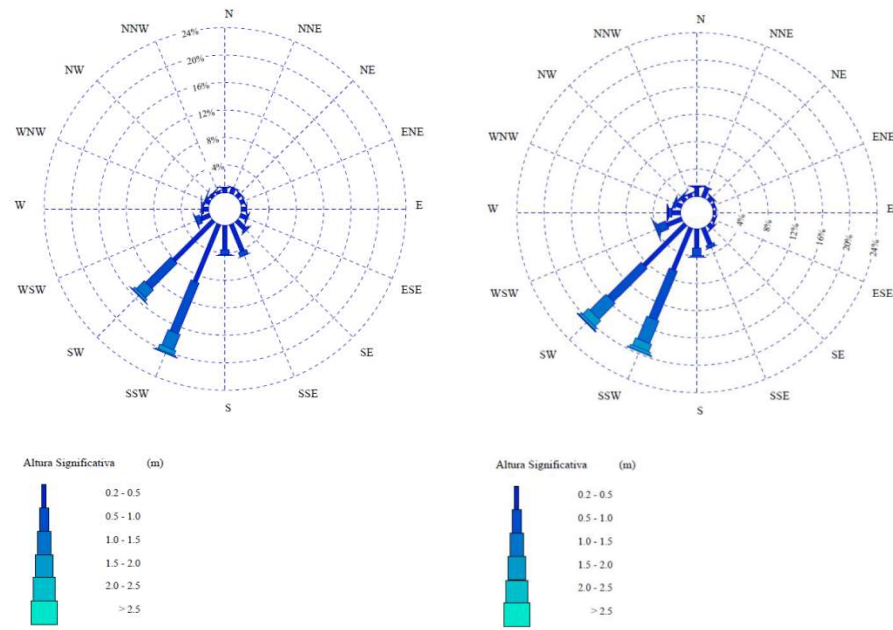 N
NNW
NNE
NW
NE
WNW
ENE
W
E
WSW
ESE
SW
SE
SSW
SSE
S
24%
20%
16%
12%
8%
4%
N
NNW
NNE
NW
NE
WNW
ENE
W
E
WSW
ESE
SW
SE
SSW
SSE
S
4%
8%
12%
16%
20%
24%
Altura Significativa (m)
0.2 - 0.5
0.5 - 1.0
1.0 - 1.5
1.5 - 2.0
2.0 - 2.5
> 2.5
Altura Significativa (m)
0.2 - 0.5
0.5 - 1.0
1.0 - 1.5
1.5 - 2.0
2.0 - 2.5
> 2.5